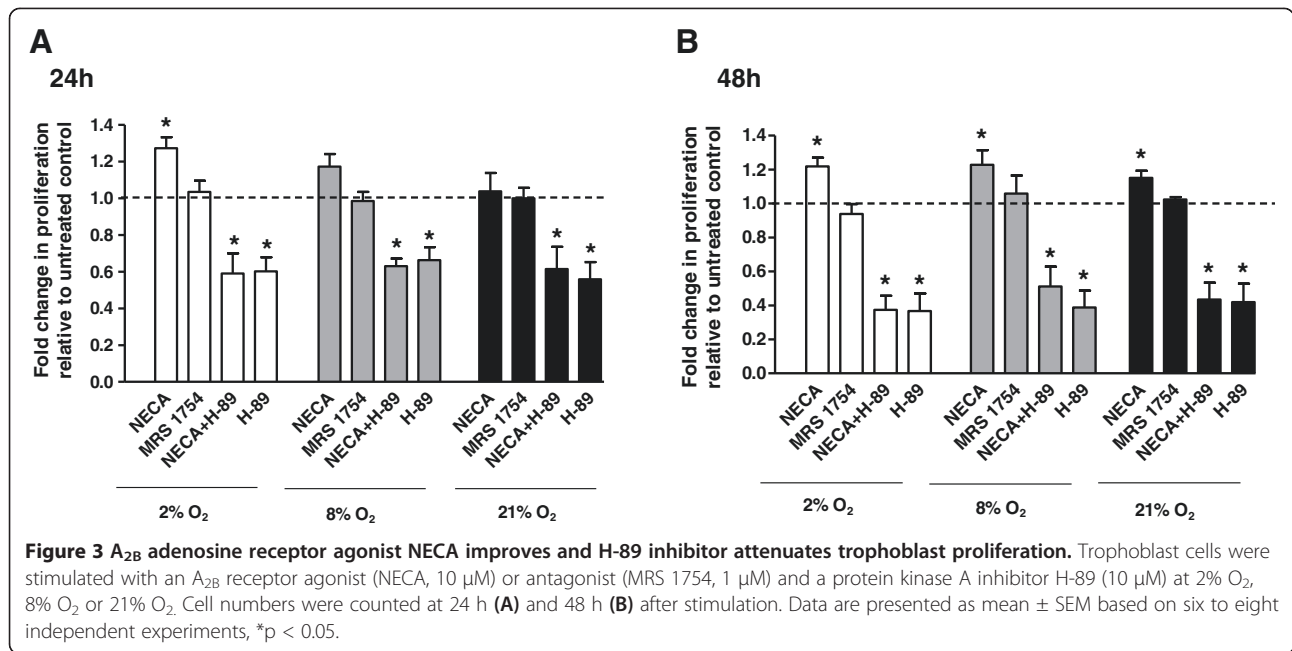 A
24h
Fold change in proliferation
relative to untreated control
1.4
1.2
1.0
0.8
0.6
0.4
0.2
0.0
*
*
*
*
*
*
*
NECA
MRS 1754
NECA+H-89
H-89
NECA
MRS 1754
NECA+H-89
H-89
NECA
MRS 1754
NECA+H-89
H-89
2% O₂
8% O₂
21% O₂
B
48h
Fold change in proliferation
relative to untreated control
1.4
1.2
1.0
0.8
0.6
0.4
0.2
0.0
*
*
*
*
*
*
*
*
*
NECA
MRS 1754
NECA+H-89
H-89
NECA
MRS 1754
NECA+H-89
H-89
NECA
MRS 1754
NECA+H-89
H-89
2% O₂
8% O₂
21% O₂
Figure 3 A₂B adenosine receptor agonist NECA improves and H-89 inhibitor attenuates trophoblast proliferation. Trophoblast cells were
stimulated with an A₂B receptor agonist (NECA, 10 μM) or antagonist (MRS 1754, 1 μM) and a protein kinase A inhibitor H-89 (10 μM) at 2% O₂,
8% O₂ or 21% O₂. Cell numbers were counted at 24 h (A) and 48 h (B) after stimulation. Data are presented as mean ± SEM based on six to eight
independent experiments, *p < 0.05.